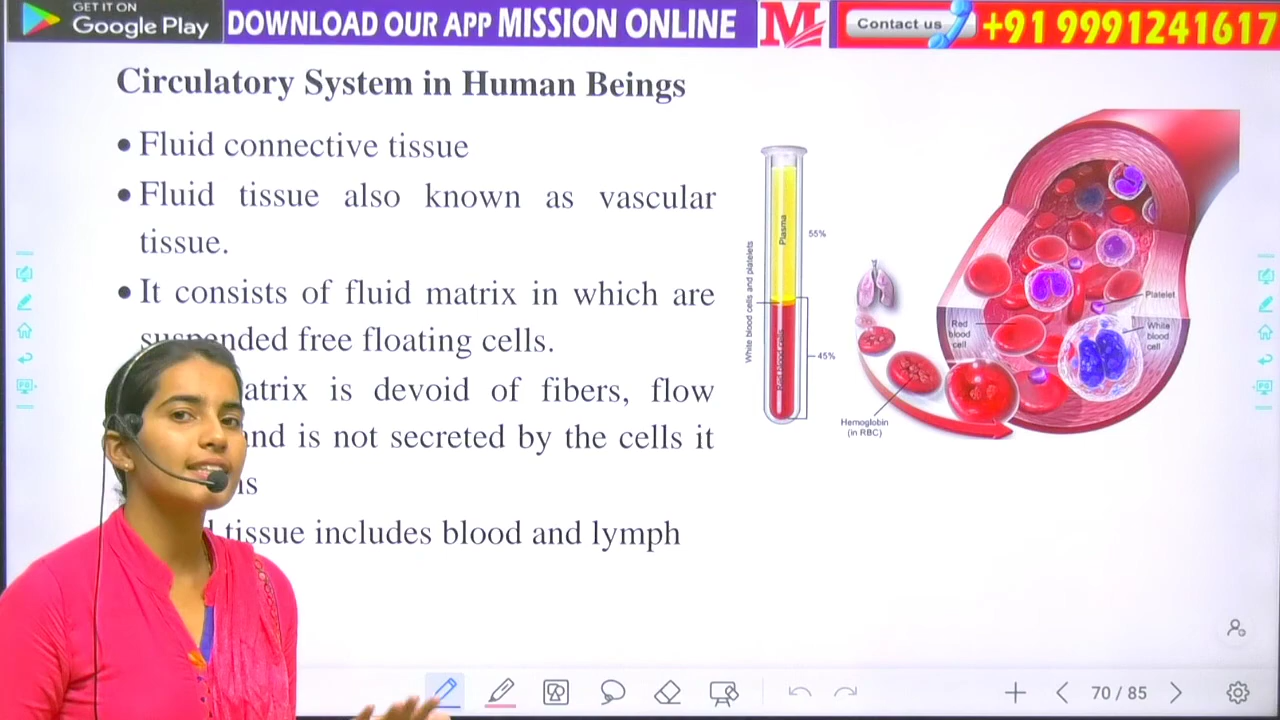 GET IT ON
Google Play
DOWNLOAD OUR APP MISSION ONLINE
M
Contact us
+91 9991241617
Circulatory System in Human Beings
• Fluid connective tissue
• Fluid tissue also known as vascular
tissue.
• It consists of fluid matrix in which are
suspended free floating cells.
atrix is devoid of fibers, flow
and is not secreted by the cells it
tissue includes blood and lymph
White blood cells and platelets
Plasma
55%
45%
Hemoglobin
(in RBC)
Red
blood
cell
Platelet
White
blood
cell
70 / 85